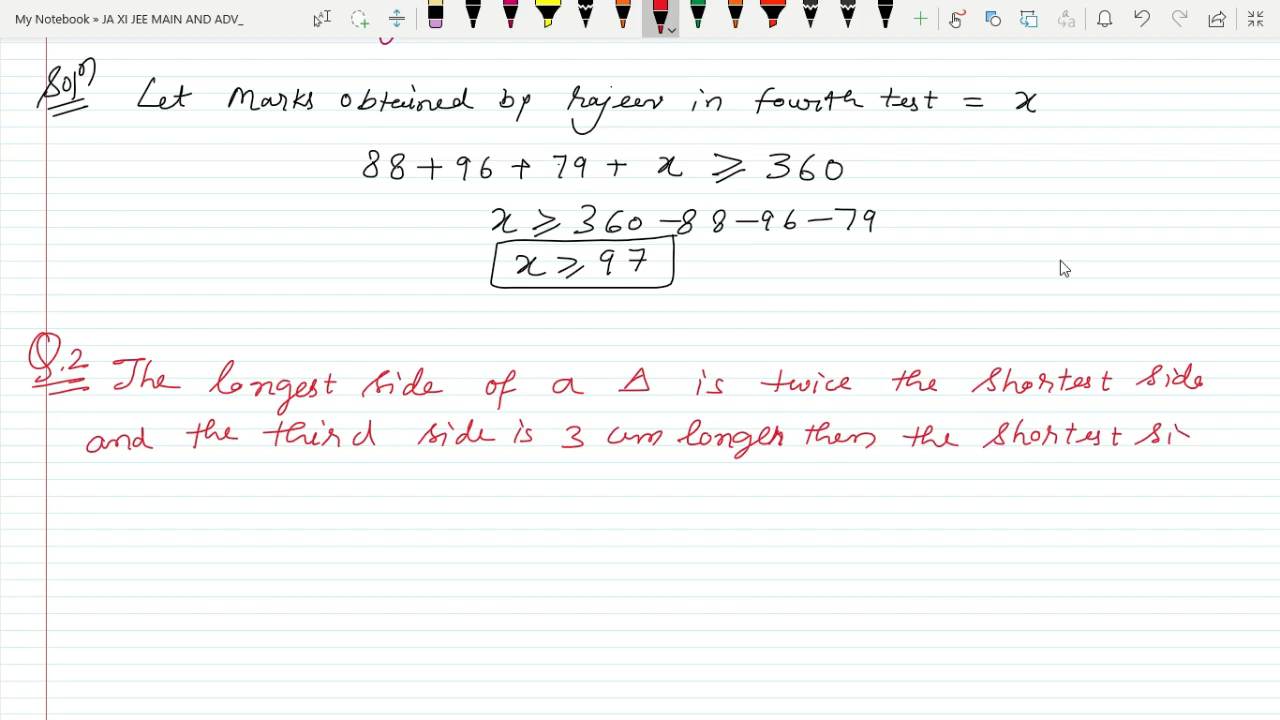 My Notebook » JA XI JEE MAIN AND ADV_
Solⁿ Let Marks obtained by Rajeev in fourth test = x
88 + 96 + 79 + x ⩾ 360
x ⩾ 360 - 88 - 96 - 79
x ⩾ 97
Q.2 The longest side of a Δ is twice the shortest side
and the third side is 3 cm longer then the shortest si